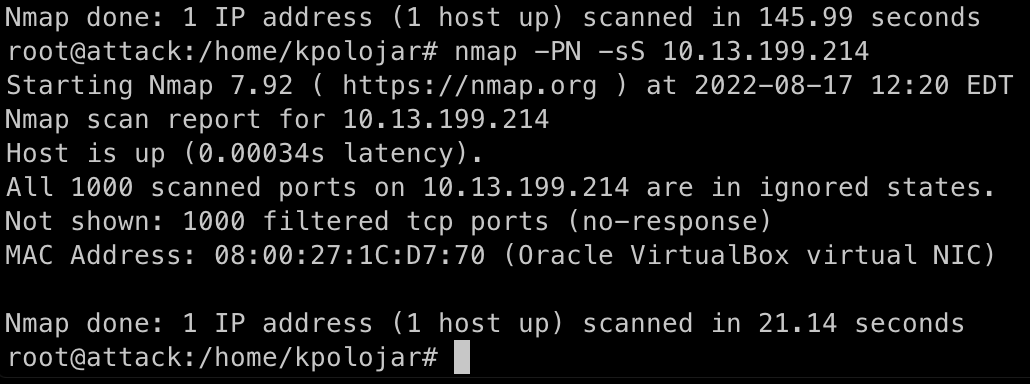 Nmap done: 1 IP address (1 host up) scanned in 145.99 seconds
root@attack:/home/kpolojar# nmap -PN -sS 10.13.199.214
Starting Nmap 7.92 ( https://nmap.org ) at 2022-08-17 12:20 EDT
Nmap scan report for 10.13.199.214
Host is up (0.00034s latency).
All 1000 scanned ports on 10.13.199.214 are in ignored states.
Not shown: 1000 filtered tcp ports (no-response)
MAC Address: 08:00:27:1C:D7:70 (Oracle VirtualBox virtual NIC)
Nmap done: 1 IP address (1 host up) scanned in 21.14 seconds
root@attack:/home/kpolojar#